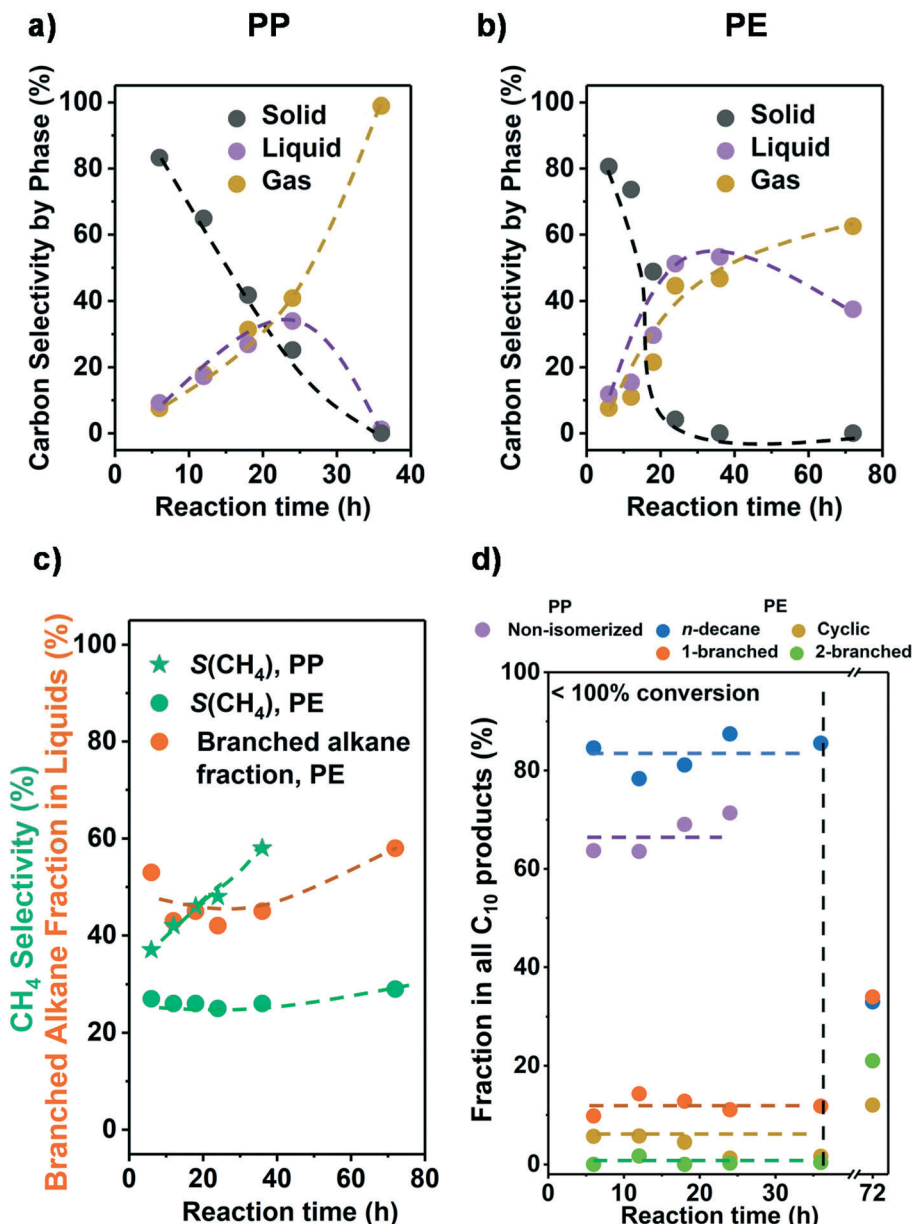 a)
PP
Carbon Selectivity by Phase (%)
100
80
60
40
20
0
Solid
Liquid
Gas
0
10
20
30
40
Reaction time (h)
b)
PE
Carbon Selectivity by Phase (%)
100
80
60
40
20
0
Solid
Liquid
Gas
0
20
40
60
80
Reaction time (h)
c)
CH₄ Selectivity (%)
Branched Alkane Fraction in Liquids (%)
100
80
60
40
20
0
S(CH₄), PP
S(CH₄), PE
Branched alkane
fraction, PE
0
20
40
60
80
Reaction time (h)
d)
PP
PE
Non-isomerized
n-decane
Cyclic
1-branched
2-branched
Fraction in all C₁₀ products (%)
100
80
60
40
20
0
< 100% conversion
0
10
20
30
72
Reaction time (h)